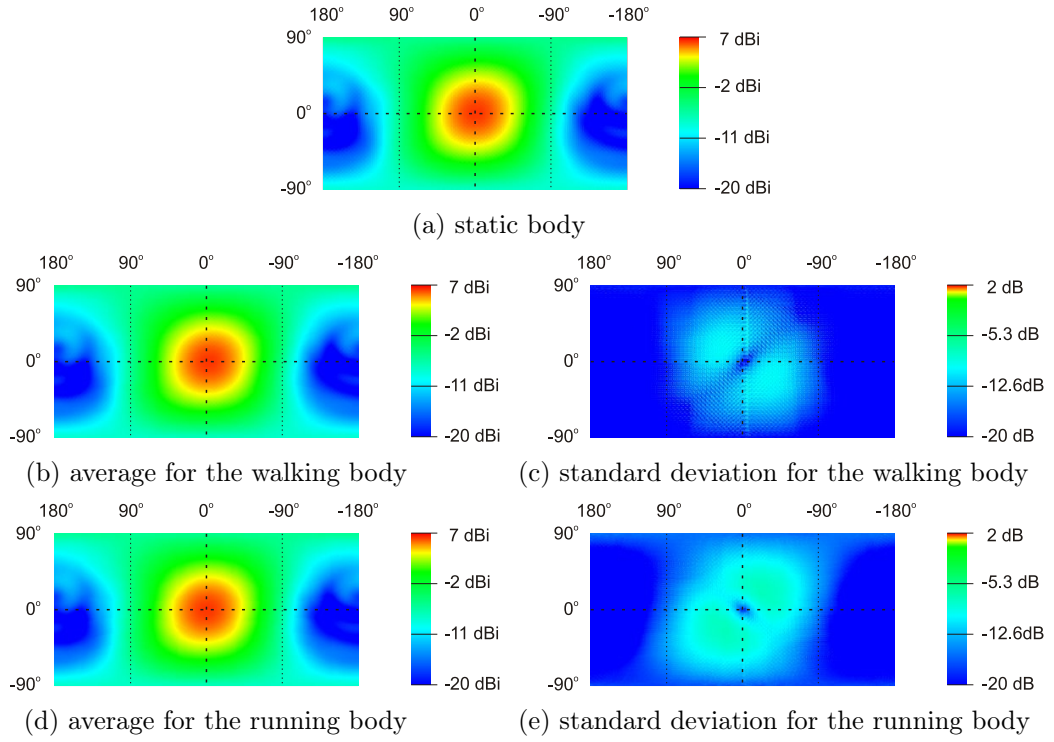 180° 90° 0° -90° -180°
90°
0°
-90°
7 dBi
-2 dBi
-11 dBi
-20 dBi
(a) static body
180° 90° 0° -90° -180°
90°
0°
-90°
7 dBi
-2 dBi
-11 dBi
-20 dBi
(b) average for the walking body
180° 90° 0° -90° -180°
90°
0°
-90°
2 dB
-5.3 dB
-12.6dB
-20 dB
(c) standard deviation for the walking body
180° 90° 0° -90° -180°
90°
0°
-90°
7 dBi
-2 dBi
-11 dBi
-20 dBi
(d) average for the running body
180° 90° 0° -90° -180°
90°
0°
-90°
2 dB
-5.3 dB
-12.6dB
-20 dB
(e) standard deviation for the running body